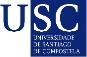 USC
UNIVERSIDADE
DE SANTIAGO
DE COMPOSTELA